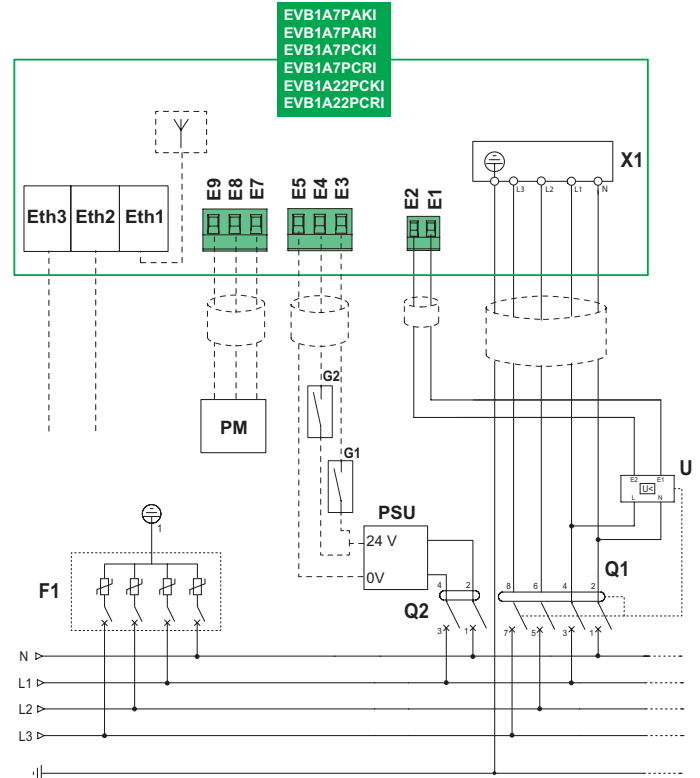 EVB1A7PAKI
EVB1A7PARI
EVB1A7PCKI
EVB1A7PCRI
EVB1A22PCKI
EVB1A22PCRI
X1
L3 L2 L1 N
E9 E8 E7
E5 E4 E3
E2 E1
Eth3 Eth2 Eth1
G2
PM
G1
U
E2 E1
U<
L N
PSU
24 V
0V
1
F1
Q1
8 6 4 2
4 2
Q2
3 1
7 5 3 1
N
L1
L2
L3